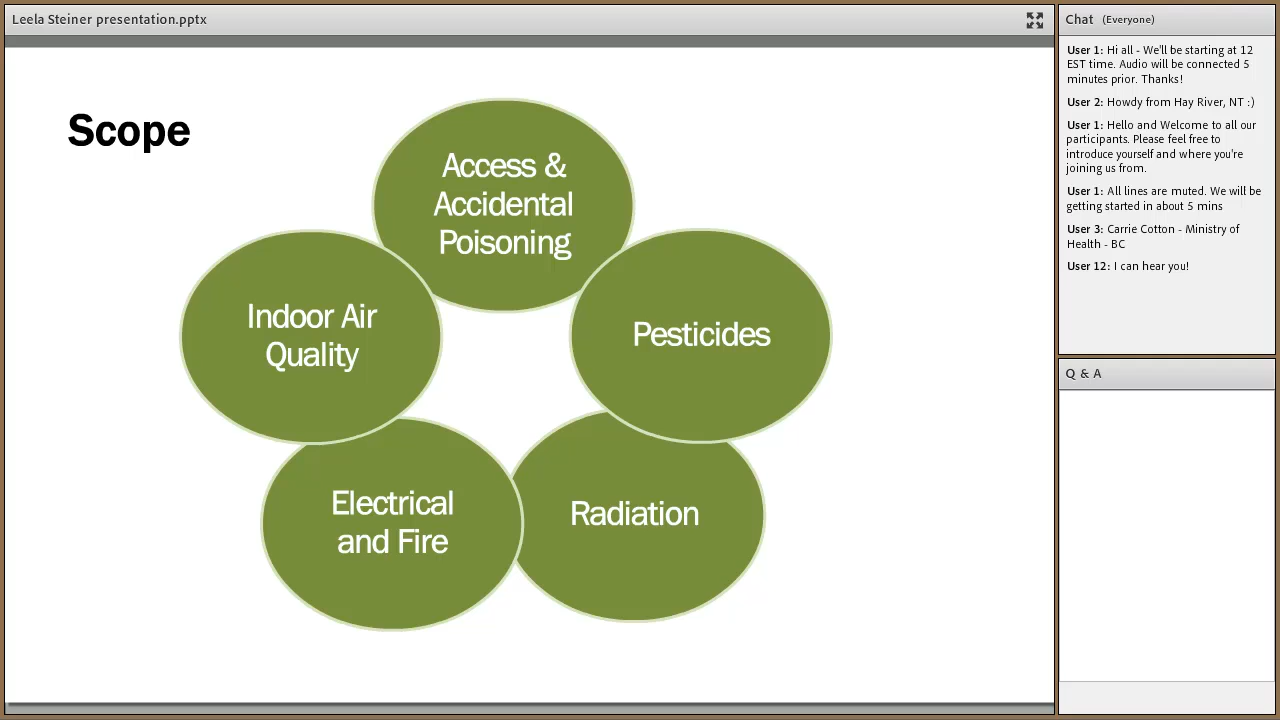 Leela Steiner presentation.pptx
Scope
Access &
Accidental
Poisoning
Indoor Air
Quality
Pesticides
Electrical
and Fire
Radiation
Chat (Everyone)
User 1: Hi all - We'll be starting at 12
EST time. Audio will be connected 5
minutes prior. Thanks!
User 2: Howdy from Hay River, NT :)
User 1: Hello and Welcome to all our
participants. Please feel free to
introduce yourself and where you're
joining us from.
User 1: All lines are muted. We will be
getting started in about 5 mins
User 3: Carrie Cotton - Ministry of
Health - BC
User 12: I can hear you!
Q & A